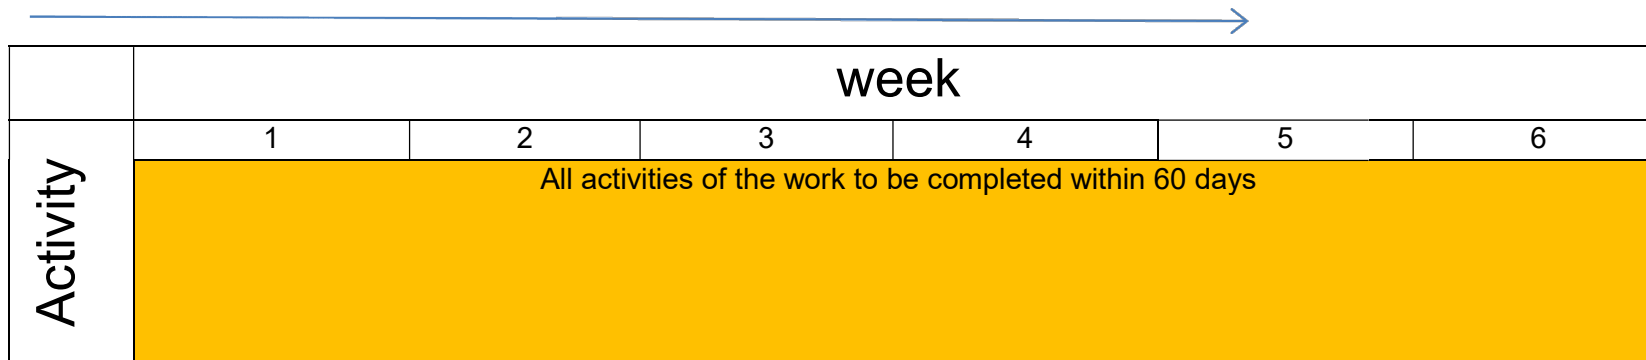 week
1 2 3 4 5 6
Activity
All activities of the work to be completed within 60 days